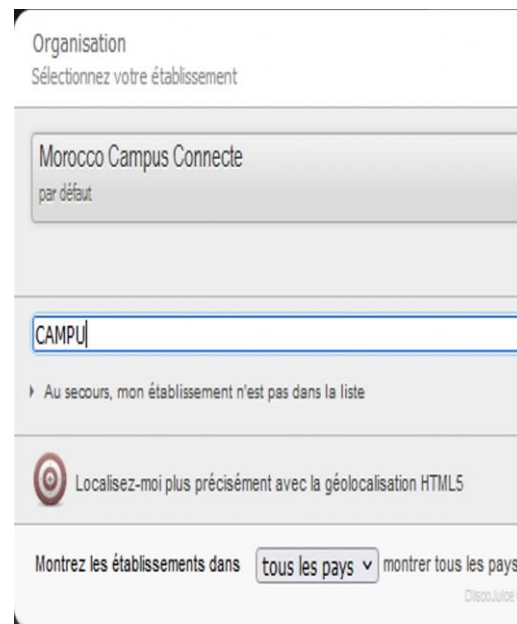 Organisation
Sélectionnez votre établissement
Morocco Campus Connecte
par défaut
CAMPU
Au secours, mon établissement n'est pas dans la liste
Localisez-moi plus précisément avec la géolocalisation HTML5
Montrez les établissements dans tous les pays montrer tous les pays
DiscoJuice